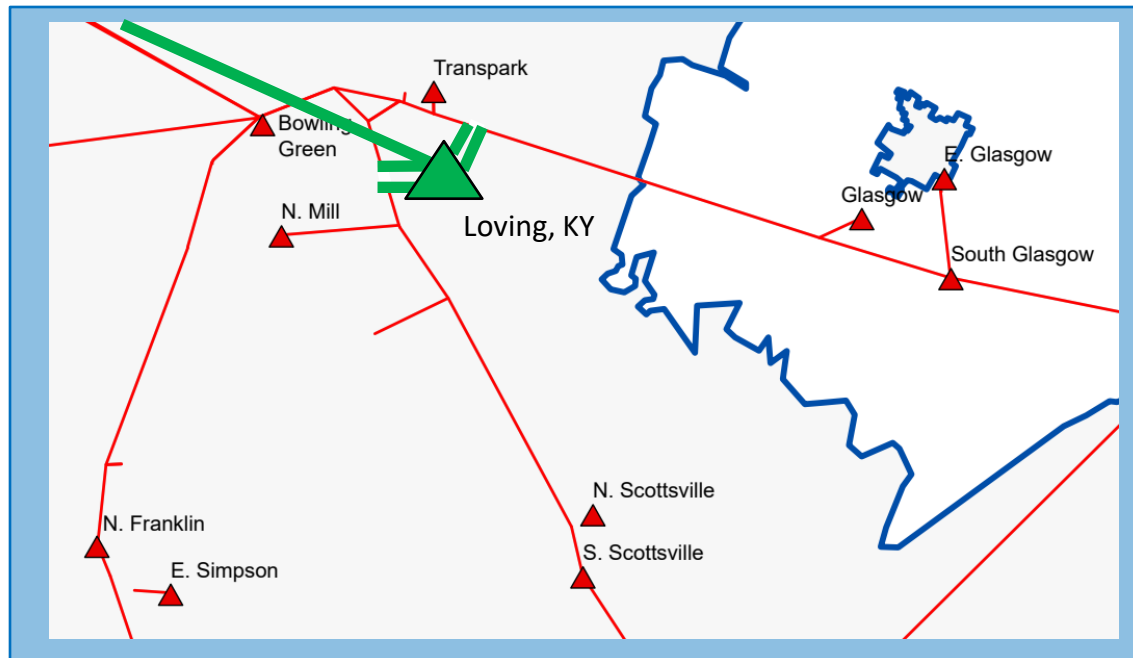 Transpark
Bowling
Green
E. Glasgow
Glasgow
N. Mill
Loving, KY
South Glasgow
N. Scottsville
N. Franklin
S. Scottsville
E. Simpson